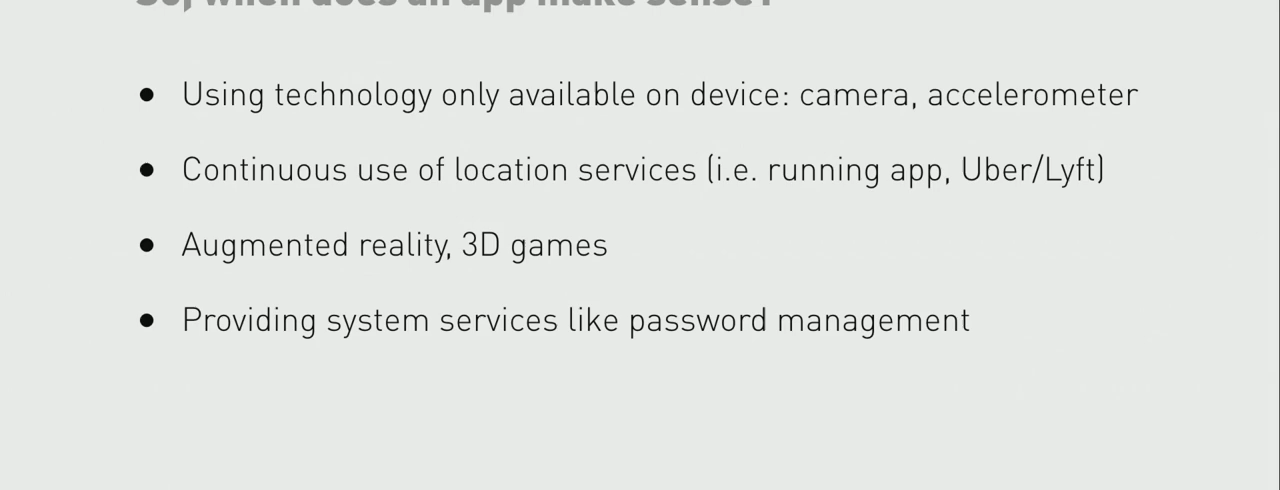 So, when does an app make sense?
● Using technology only available on device: camera, accelerometer
● Continuous use of location services (i.e. running app, Uber/Lyft)
● Augmented reality, 3D games
● Providing system services like password management